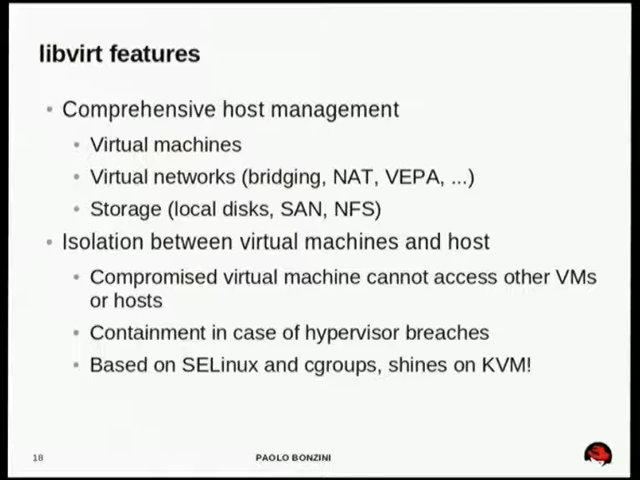 libvirt features
• Comprehensive host management
• Virtual machines
• Virtual networks (bridging, NAT, VEPA, ...)
• Storage (local disks, SAN, NFS)
• Isolation between virtual machines and host
• Compromised virtual machine cannot access other VMs
or hosts
• Containment in case of hypervisor breaches
• Based on SELinux and cgroups, shines on KVM!
18
PAOLO BONZINI